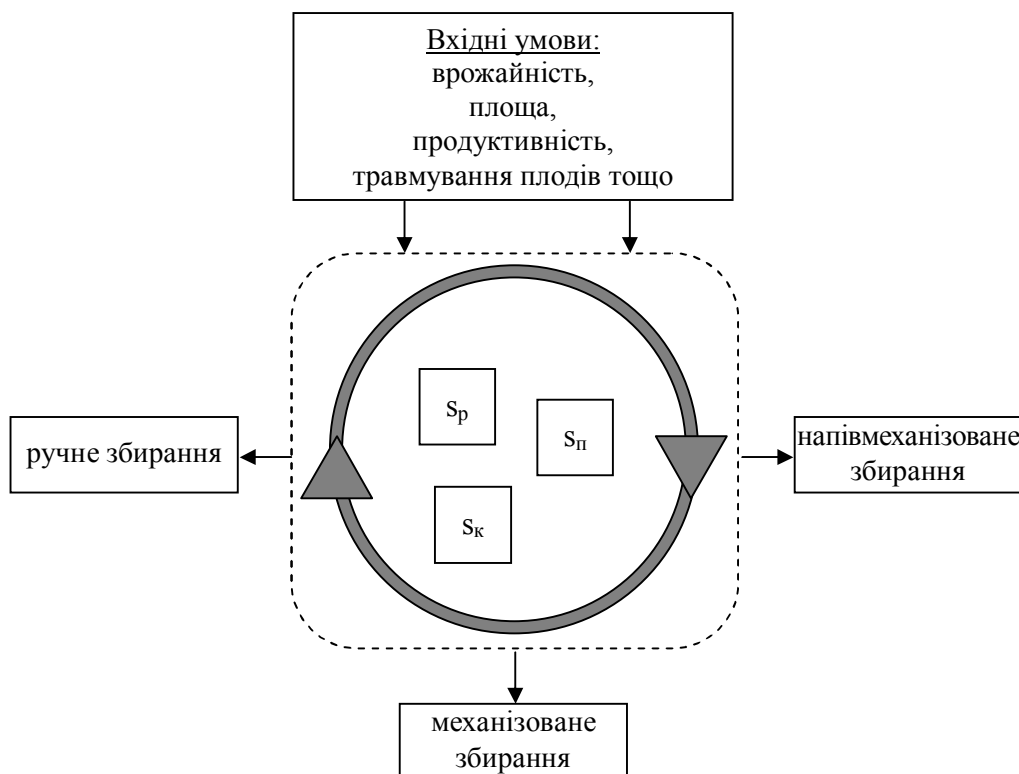 Вхідні умови:
врожайність,
площа,
продуктивність,
травмування плодів тощо
sр
sп
sк
ручне збирання
напівмеханізоване
збирання
механізоване
збирання